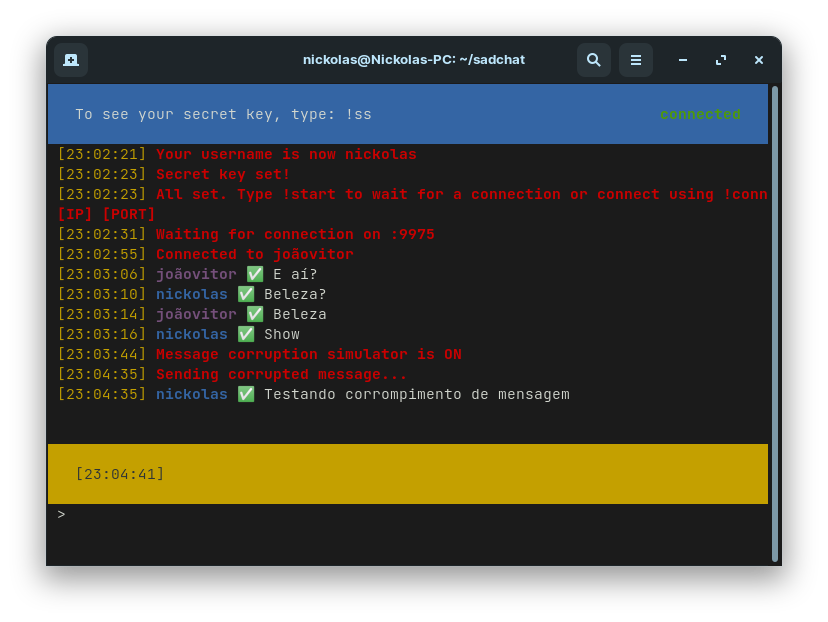 nickolas@Nickolas-PC: ~/sadchat
To see your secret key, type: !ss connected
[23:02:21] Your username is now nickolas
[23:02:23] Secret key set!
[23:02:23] All set. Type !start to wait for a connection or connect using !conn
[IP] [PORT]
[23:02:31] Waiting for connection on :9975
[23:02:55] Connected to joãovitor
[23:03:06] joãovitor ✅ E aí?
[23:03:10] nickolas ✅ Beleza?
[23:03:14] joãovitor ✅ Beleza
[23:03:16] nickolas ✅ Show
[23:03:44] Message corruption simulator is ON
[23:04:35] Sending corrupted message...
[23:04:35] nickolas ✅ Testando corrompimento de mensagem
[23:04:41]
>